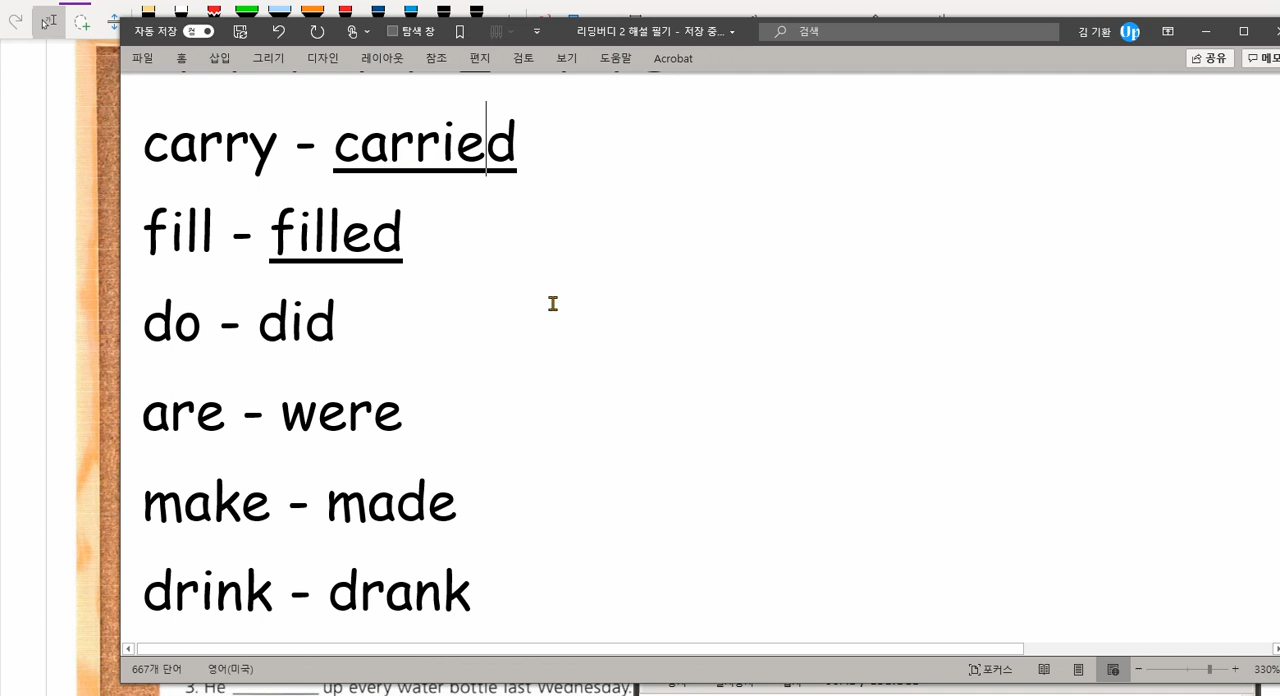 자동 저장 켬 탐색 창 리딩버디 2 해설 필기 - 저장 중... 검색 김 기환
파일 홈 삽입 그리기 디자인 레이아웃 참조 편지 검토 보기 도움말 Acrobat 공유 메모
carry - carried
fill - filled
do - did
are - were
make - made
drink - drank
667개 단어 영어(미국) 포커스 330%
3. He _________ up every water bottle last Wednesday.